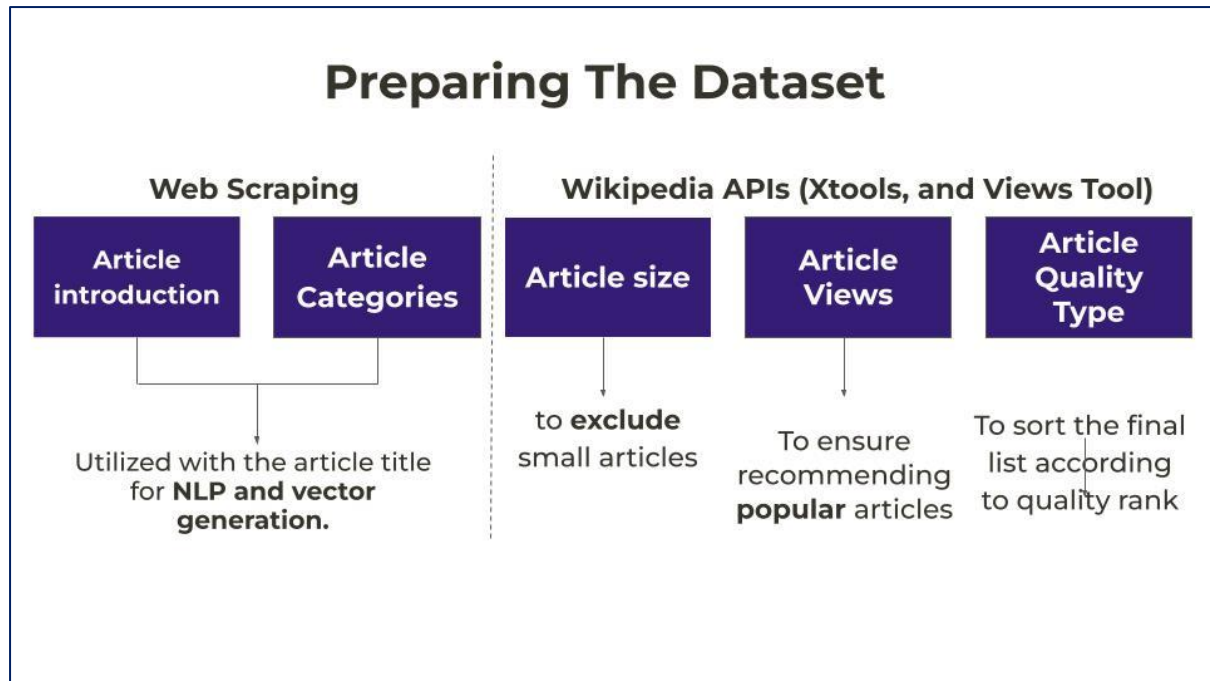 Preparing The Dataset
Web Scraping
Article
introduction
Article
Categories
Utilized with the article title
for NLP and vector
generation.
Wikipedia APIs (Xtools, and Views Tool)
Article size
to exclude
small articles
Article
Views
To ensure
recommending
popular articles
Article
Quality
Type
To sort the final
list according
to quality rank